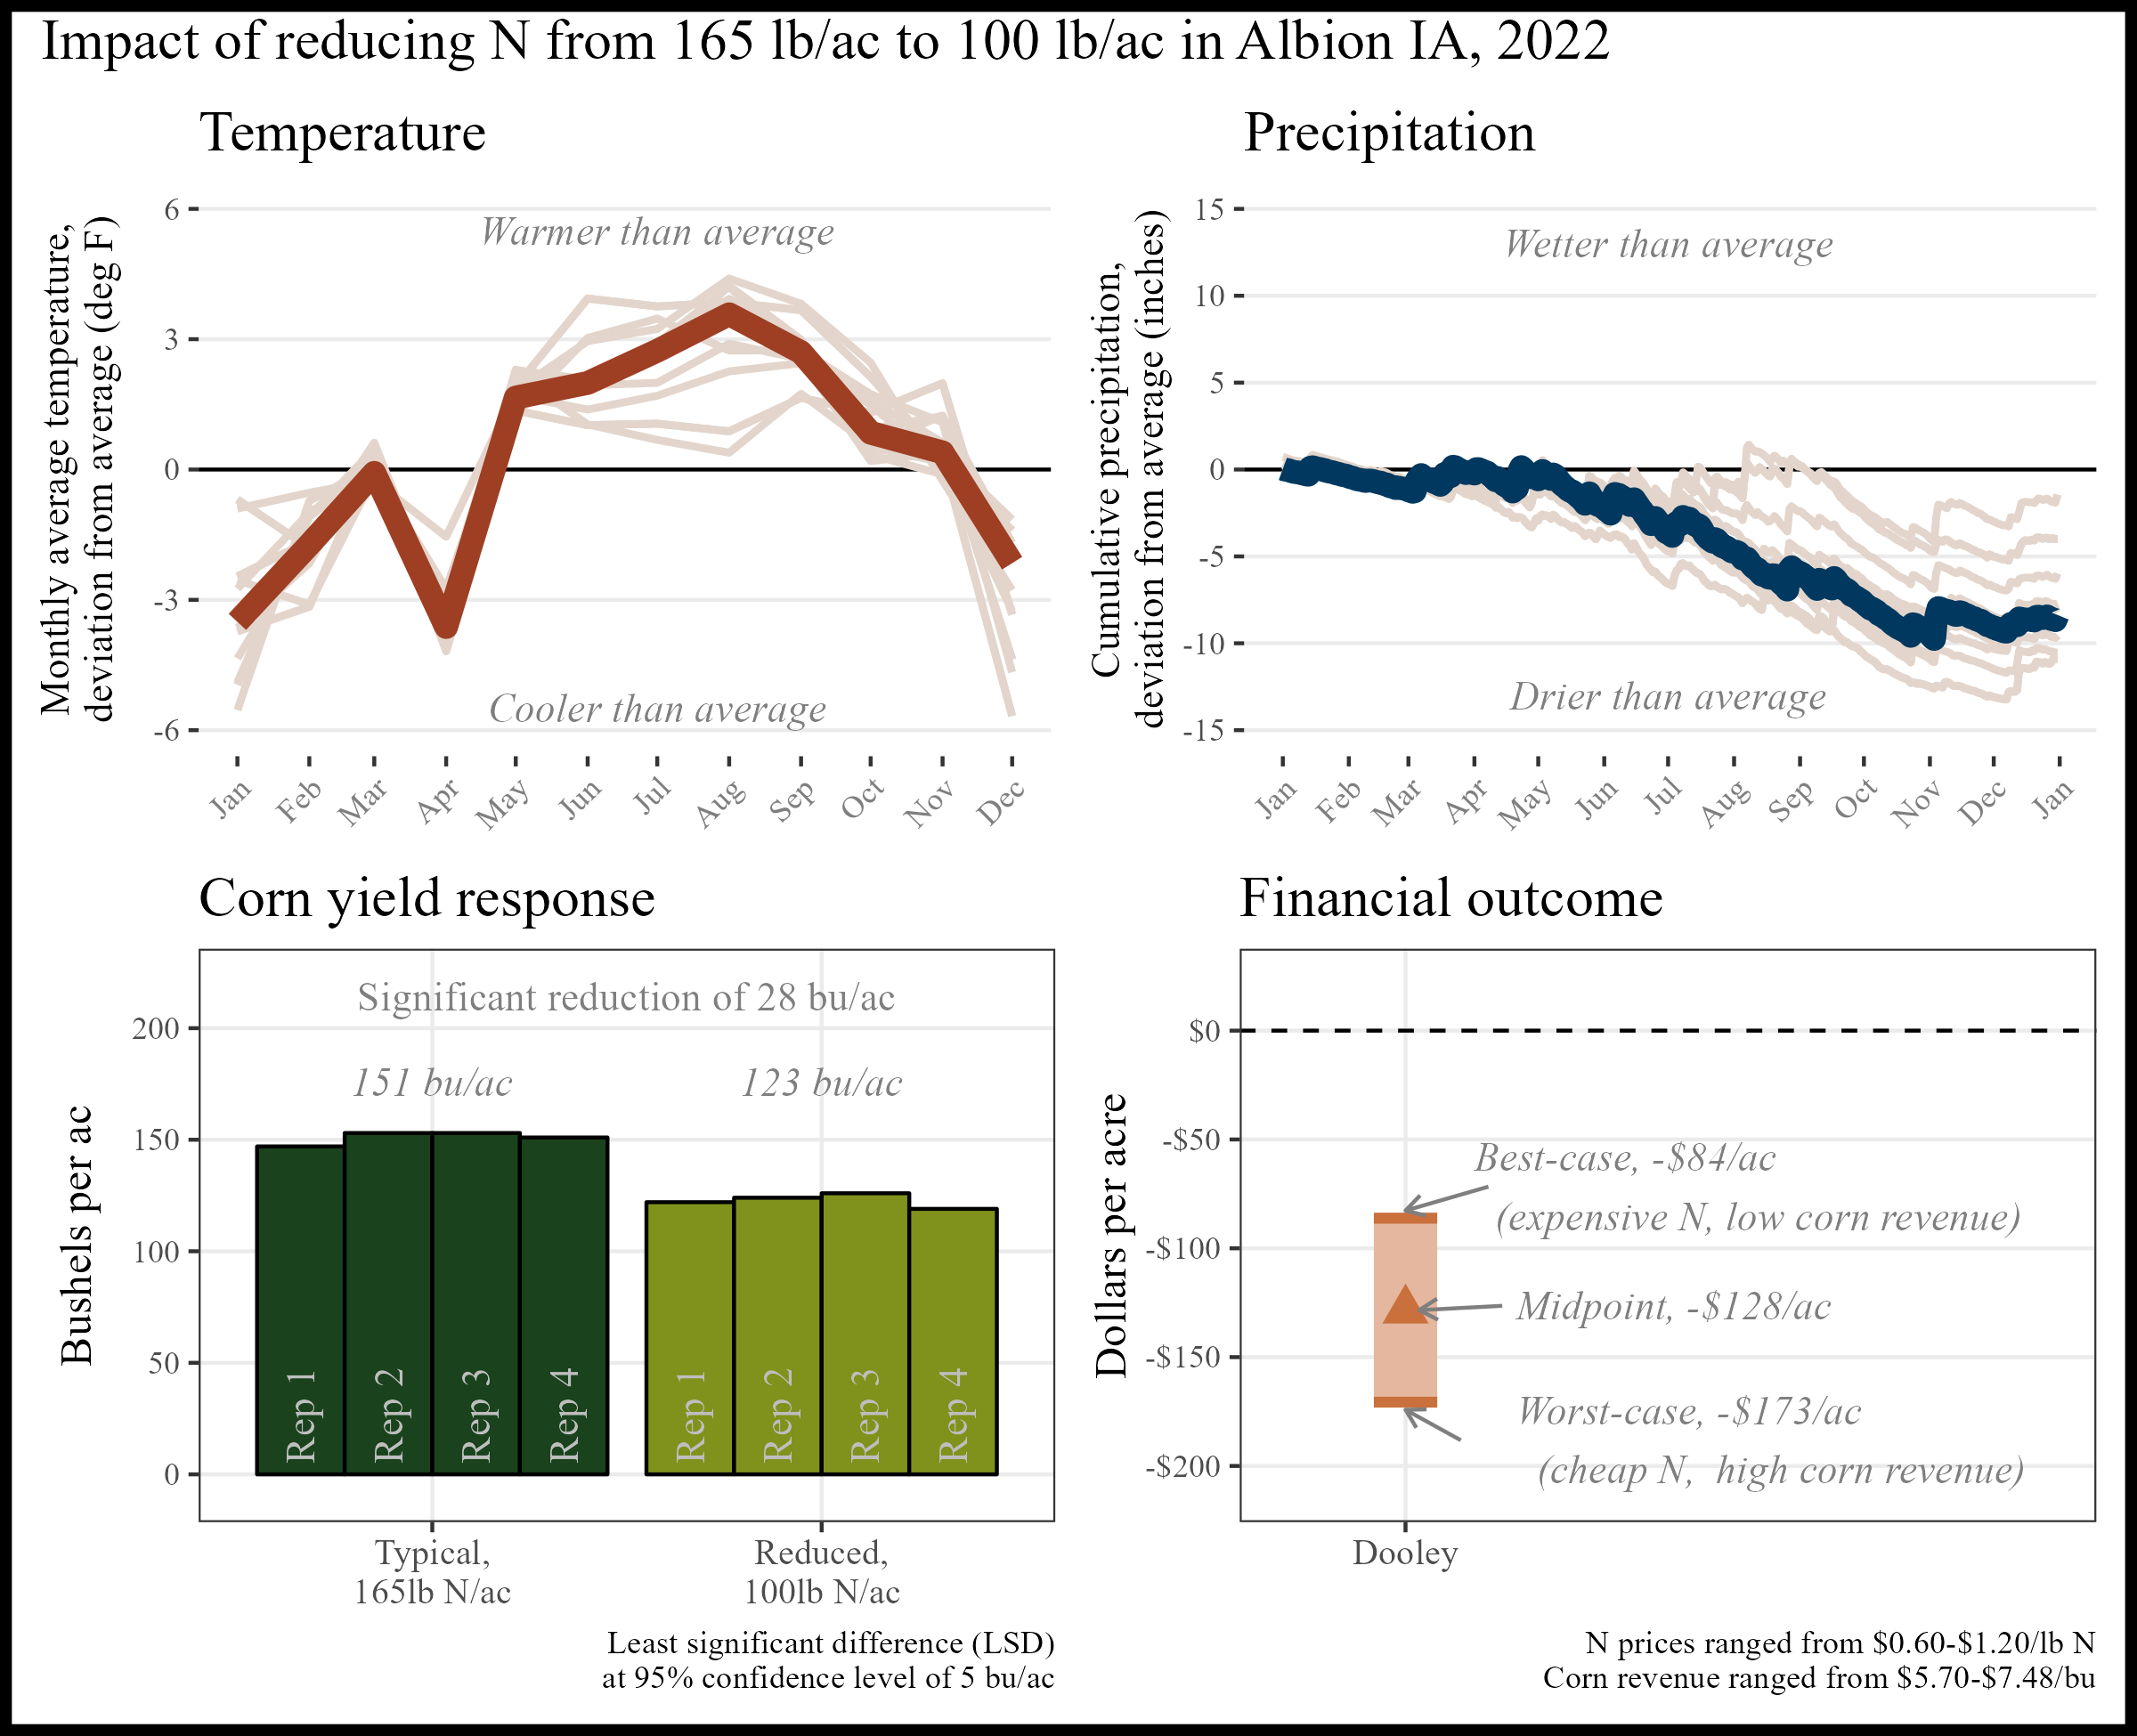 Impact of reducing N from 165 lb/ac to 100 lb/ac in Albion IA, 2022
Temperature
Monthly average temperature,
deviation from average (deg F)
6
3
0
-3
-6
Warmer than average
Cooler than average
Jan
Feb
Mar
Apr
May
Jun
Jul
Aug
Sep
Oct
Nov
Dec
Precipitation
Cumulative precipitation,
deviation from average (inches)
15
10
5
0
-5
-10
-15
Wetter than average
Drier than average
Jan
Feb
Mar
Apr
May
Jun
Jul
Aug
Sep
Oct
Nov
Dec
Jan
Corn yield response
Bushels per ac
200
150
100
50
0
Significant reduction of 28 bu/ac
151 bu/ac
123 bu/ac
Rep 1
Rep 2
Rep 3
Rep 4
Rep 1
Rep 2
Rep 3
Rep 4
Typical,
165lb N/ac
Reduced,
100lb N/ac
Least significant difference (LSD)
at 95% confidence level of 5 bu/ac
Financial outcome
Dollars per acre
$0
-$50
-$100
-$150
-$200
Best-case, -$84/ac
(expensive N, low corn revenue)
Midpoint, -$128/ac
Worst-case, -$173/ac
(cheap N,  high corn revenue)
Dooley
N prices ranged from $0.60-$1.20/lb N
Corn revenue ranged from $5.70-$7.48/bu